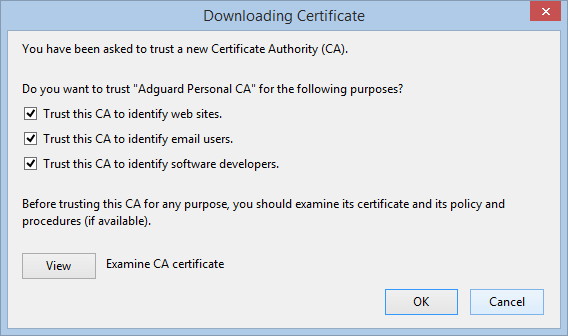 Downloading Certificate
You have been asked to trust a new Certificate Authority (CA).
Do you want to trust "Adguard Personal CA" for the following purposes?
Trust this CA to identify web sites.
Trust this CA to identify email users.
Trust this CA to identify software developers.
Before trusting this CA for any purpose, you should examine its certificate and its policy and
procedures (if available).
View Examine CA certificate
OK Cancel